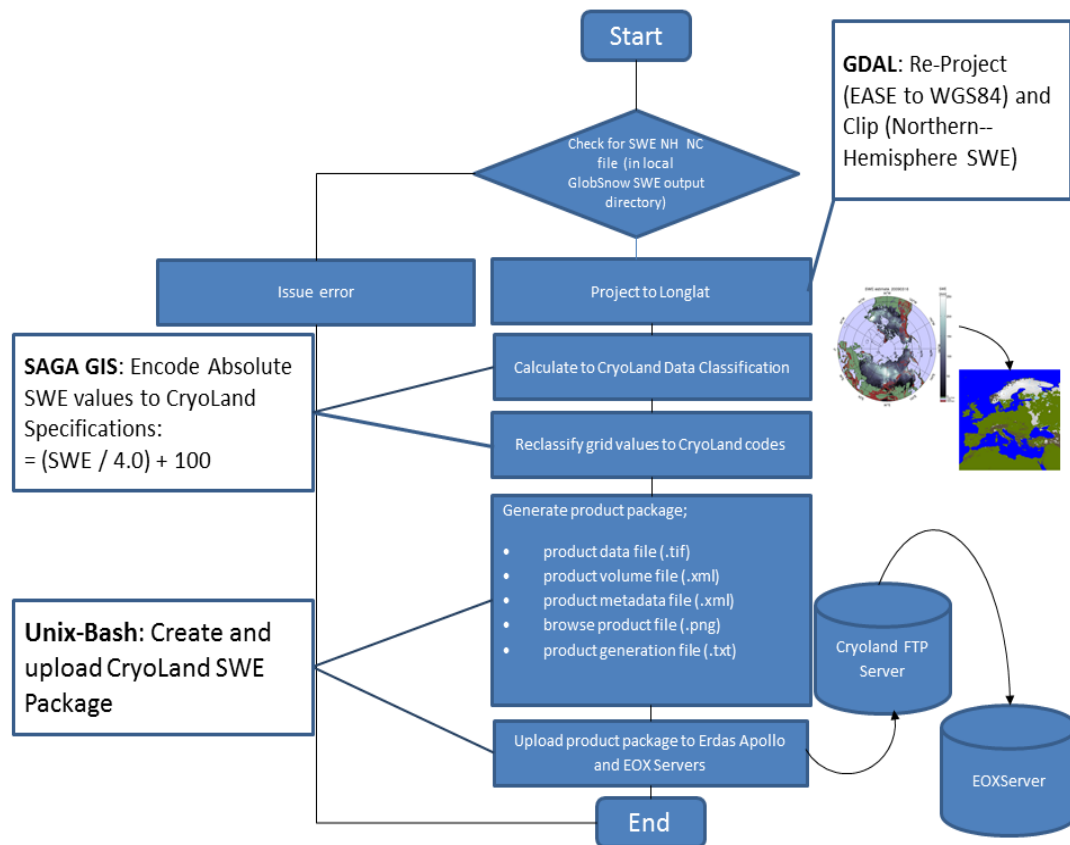 Start
GDAL: Re-Project
(EASE to WGS84) and
Clip (Northern--
Hemisphere SWE)
Check for SWE NH NC
file (in local
GlobSnow SWE output
directory)
Issue error
Project to Longlat
SAGA GIS: Encode Absolute
SWE values to CryoLand
Specifications:
= (SWE / 4.0) + 100
Calculate to CryoLand Data Classification
Reclassify grid values to CryoLand codes
Generate product package;
• product data file (.tif)
• product volume file (.xml)
• product metadata file (.xml)
• browse product file (.png)
• product generation file (.txt)
Unix-Bash: Create and
upload CryoLand SWE
Package
Cryoland FTP
Server
Upload product package to Erdas Apollo
and EOX Servers
EOXServer
End